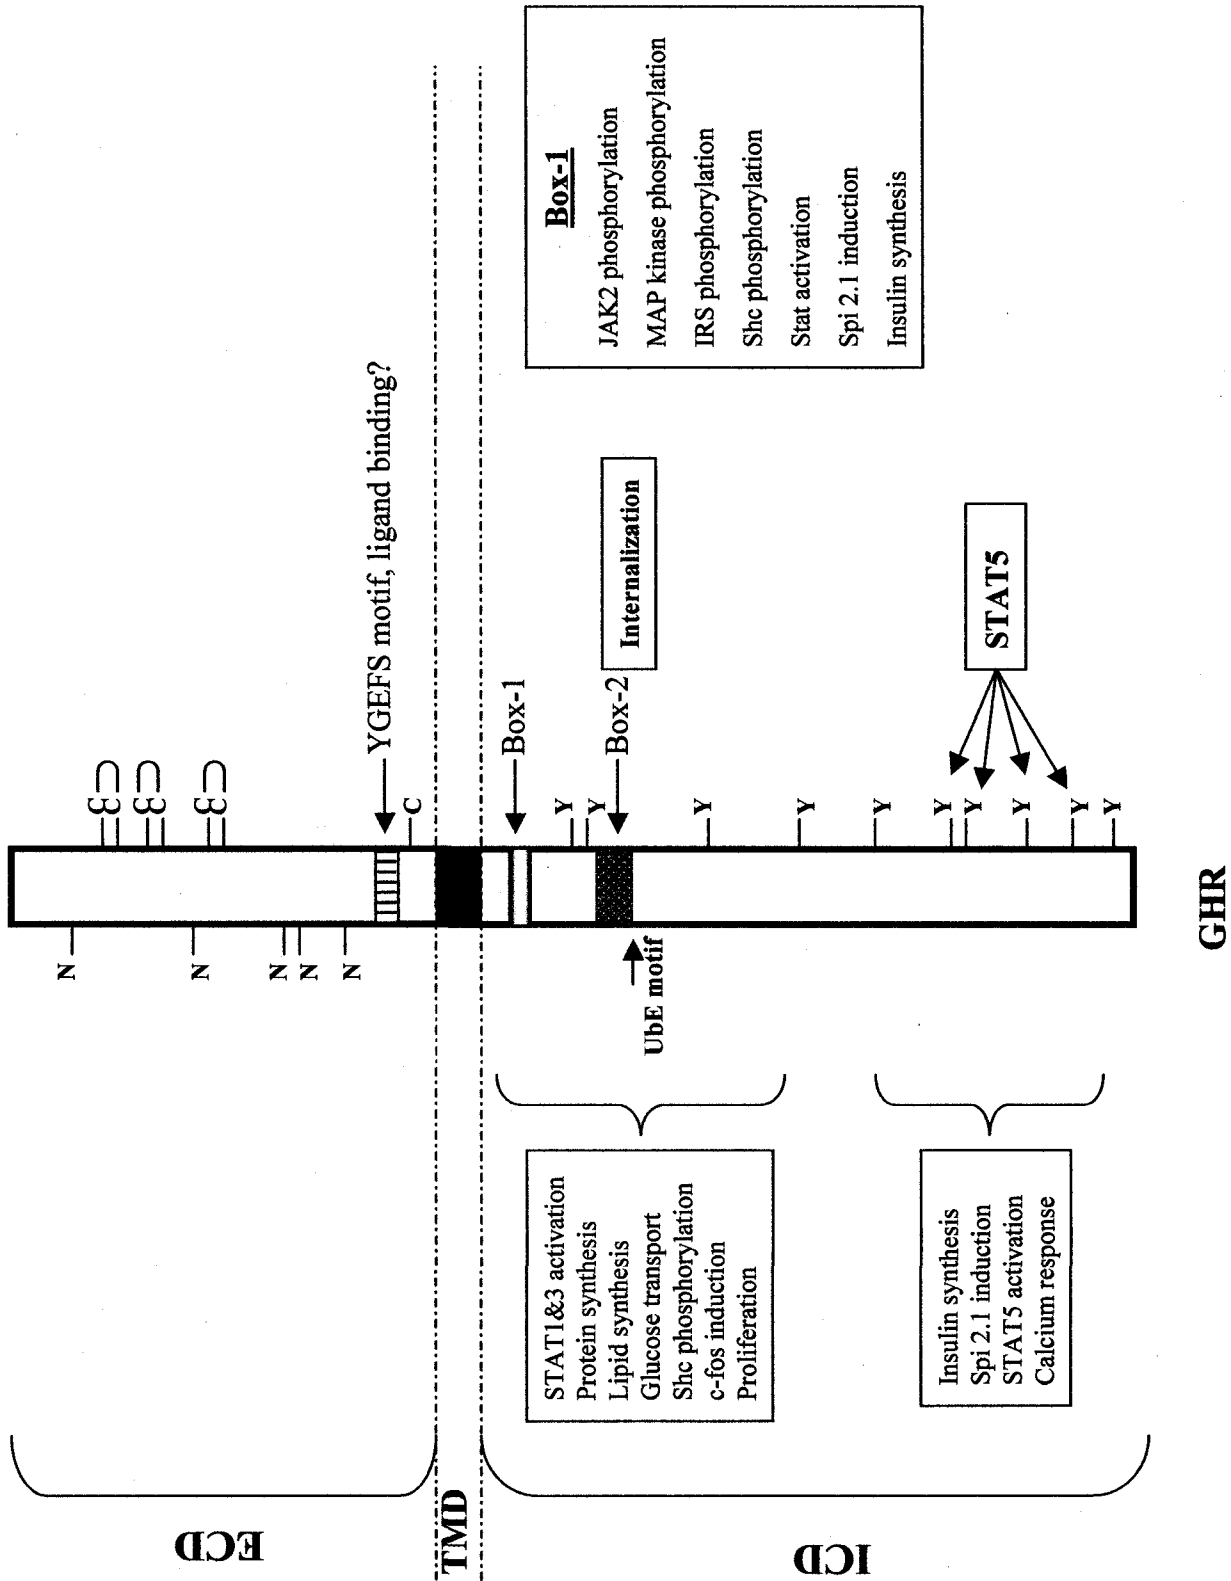 ECD
TMD
ICD
N
N
N
N
N
C
C
C
C
C
C
YGEFS motif, ligand binding?
C
Box-1
Y
Y
Box-2
Internalization
UbE motif
Y
Y
Y
Y
Y
Y
Y
Y
STAT5
STAT1&3 activation
Protein synthesis
Lipid synthesis
Glucose transport
Shc phosphorylation
c-fos induction
Proliferation
Insulin synthesis
Spi 2.1 induction
STAT5 activation
Calcium response
Box-1
JAK2 phosphorylation
MAP kinase phosphorylation
IRS phosphorylation
Shc phosphorylation
Stat activation
Spi 2.1 induction
Insulin synthesis
GHR